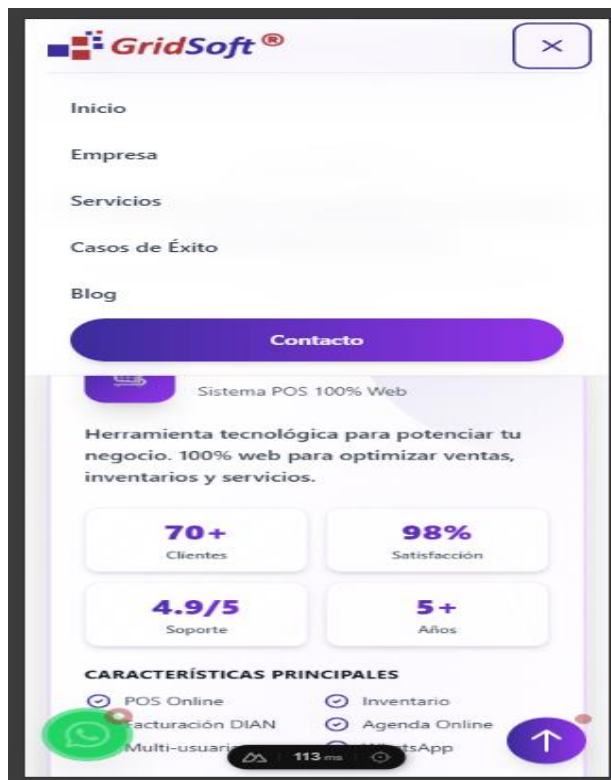 GridSoft ®
Inicio
Empresa
Servicios
Casos de Éxito
Blog
Contacto
Sistema POS 100% Web
Herramienta tecnológica para potenciar tu
negocio. 100% web para optimizar ventas,
inventarios y servicios.
70+
Clientes
98%
Satisfacción
4.9/5
Soporte
5+
Años
CARACTERÍSTICAS PRINCIPALES
POS Online
Inventario
Facturación DIAN
Agenda Online
113 ms